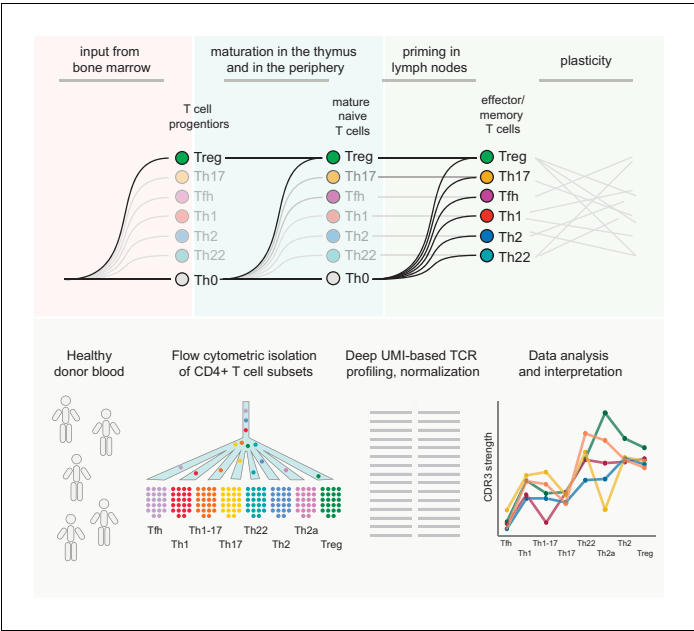 input from
bone marrow
maturation in the thymus
and in the periphery
priming in
lymph nodes
plasticity
T cell
progentiors
mature
naive
T cells
effector/
memory
T cells
Treg
Th17
Tfh
Th1
Th2
Th22
Th0
Treg
Th17
Tfh
Th1
Th2
Th22
Th0
Treg
Th17
Tfh
Th1
Th2
Th22
Healthy
donor blood
Flow cytometric isolation
of CD4+ T cell subsets
Deep UMI-based TCR
profiling, normalization
Data analysis
and interpretation
Tfh Th1-17 Th22 Th2a
Th1 Th17 Th2 Treg
CDR3 strength
Tfh Th1-17 Th22 Th2
Th1 Th17 Th2a Treg